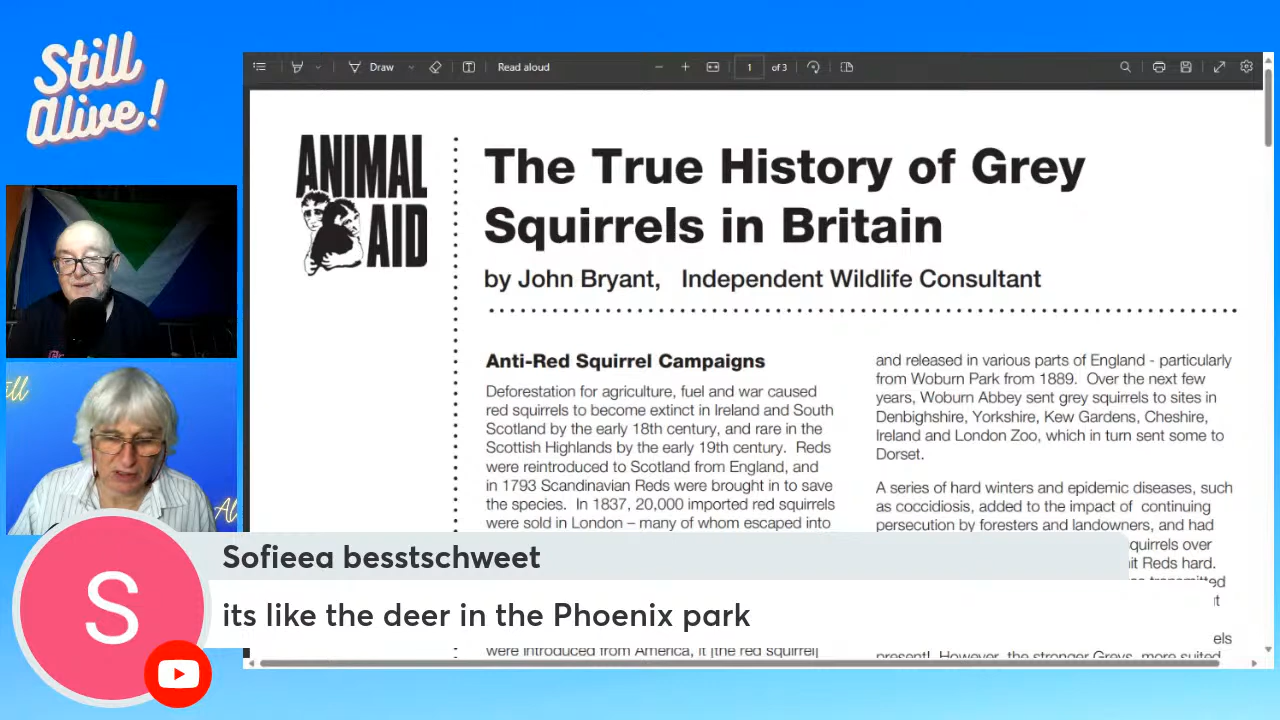 Still
Alive!
Draw
Read aloud
1
of 3
ANIMAL
AID
The True History of Grey
Squirrels in Britain
by John Bryant, Independent Wildlife Consultant
Anti-Red Squirrel Campaigns
Deforestation for agriculture, fuel and war caused
red squirrels to become extinct in Ireland and South
Scotland by the early 18th century, and rare in the
Scottish Highlands by the early 19th century. Reds
were reintroduced to Scotland from England, and
in 1793 Scandinavian Reds were brought in to save
the species. In 1837, 20,000 imported red squirrels
were sold in London – many of whom escaped into
were introduced from America, it [the red squirrel]
and released in various parts of England - particularly
from Woburn Park from 1889. Over the next few
years, Woburn Abbey sent grey squirrels to sites in
Denbighshire, Yorkshire, Kew Gardens, Cheshire,
Ireland and London Zoo, which in turn sent some to
Dorset.
A series of hard winters and epidemic diseases, such
as coccidiosis, added to the impact of continuing
persecution by foresters and landowners, and had
quirrels over
it Reds hard.
transmitted
t
els
present! However, the stronger Greys, more suited
S
Sofieea besstschweet
its like the deer in the Phoenix park